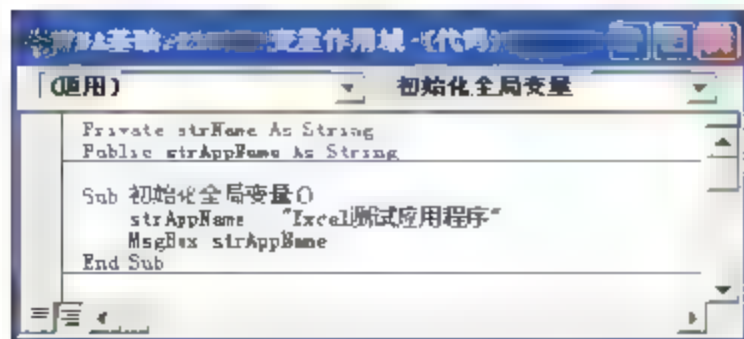 变量作用域 - (代码)
(通用)
初始化全局变量
Private strName As String
Public strAppName As String
Sub 初始化全局变量()
strAppName "Excel测试应用程序"
MsgBox strAppName
End Sub